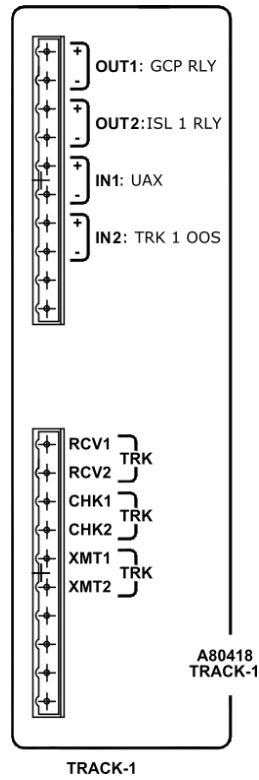 +
OUT1: GCP RLY
-
+
OUT2:ISL 1 RLY
-
+
IN1: UAX
-
+
IN2: TRK 1 OOS
-
RCV1
TRK
RCV2
CHK1
TRK
CHK2
XMT1
TRK
XMT2
A80418
TRACK-1
TRACK-1